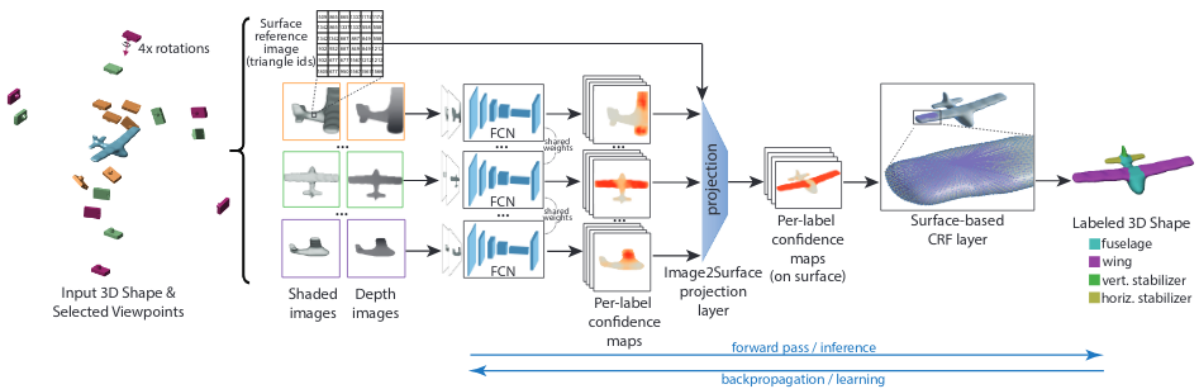 4x rotations
Input 3D Shape &
Selected Viewpoints
Surface
reference
image
(triangle ids)
Shaded
images
Depth
images
FCN
shared
weights
FCN
shared
weights
FCN
...
...
...
...
Per-label
confidence
maps
projection
Image2Surface
projection
layer
Per-label
confidence
maps
(on surface)
Surface-based
CRF layer
Labeled 3D Shape
fuselage
wing
vert. stabilizer
horiz. stabilizer
forward pass / inference
backpropagation / learning